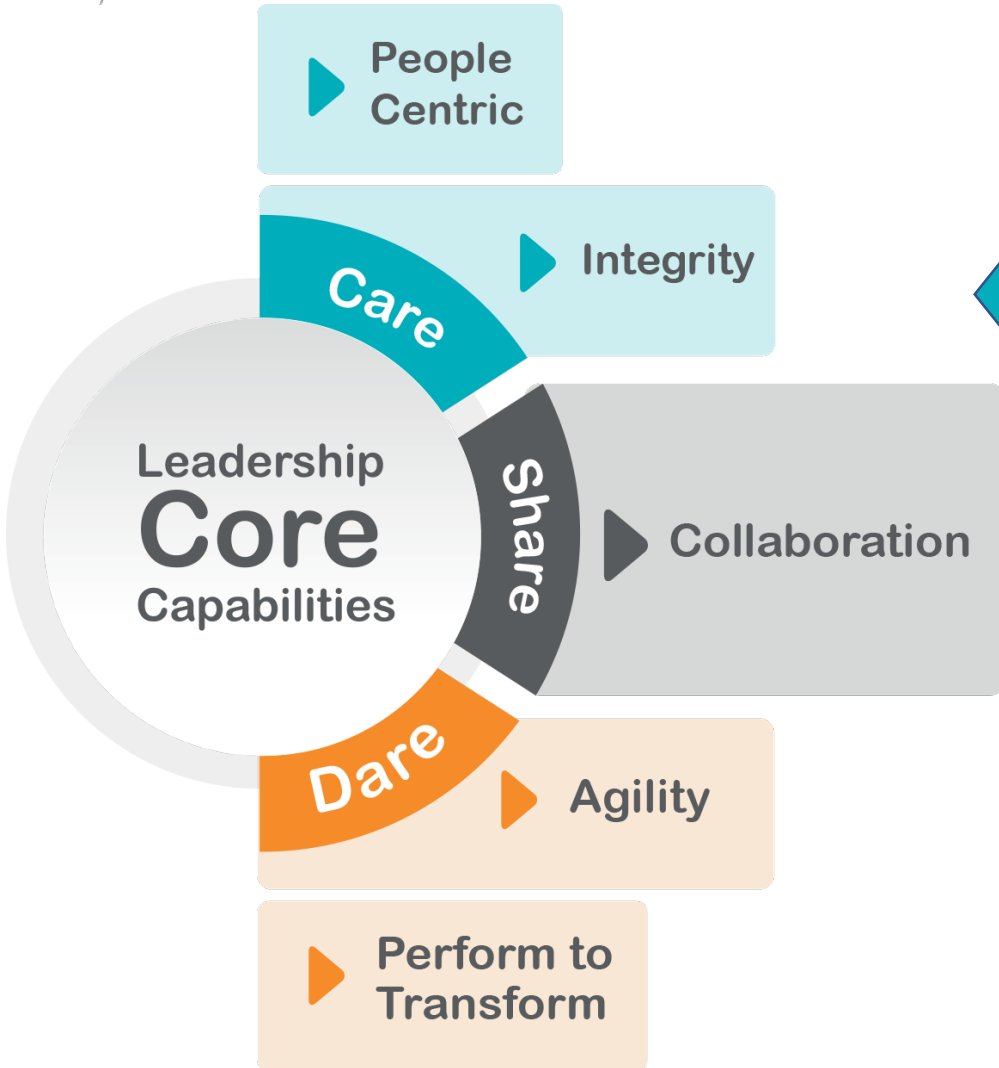 People
Centric
Integrity
Care
Leadership
Core
Capabilities
Share
Collaboration
Dare
Agility
Perform to
Transform